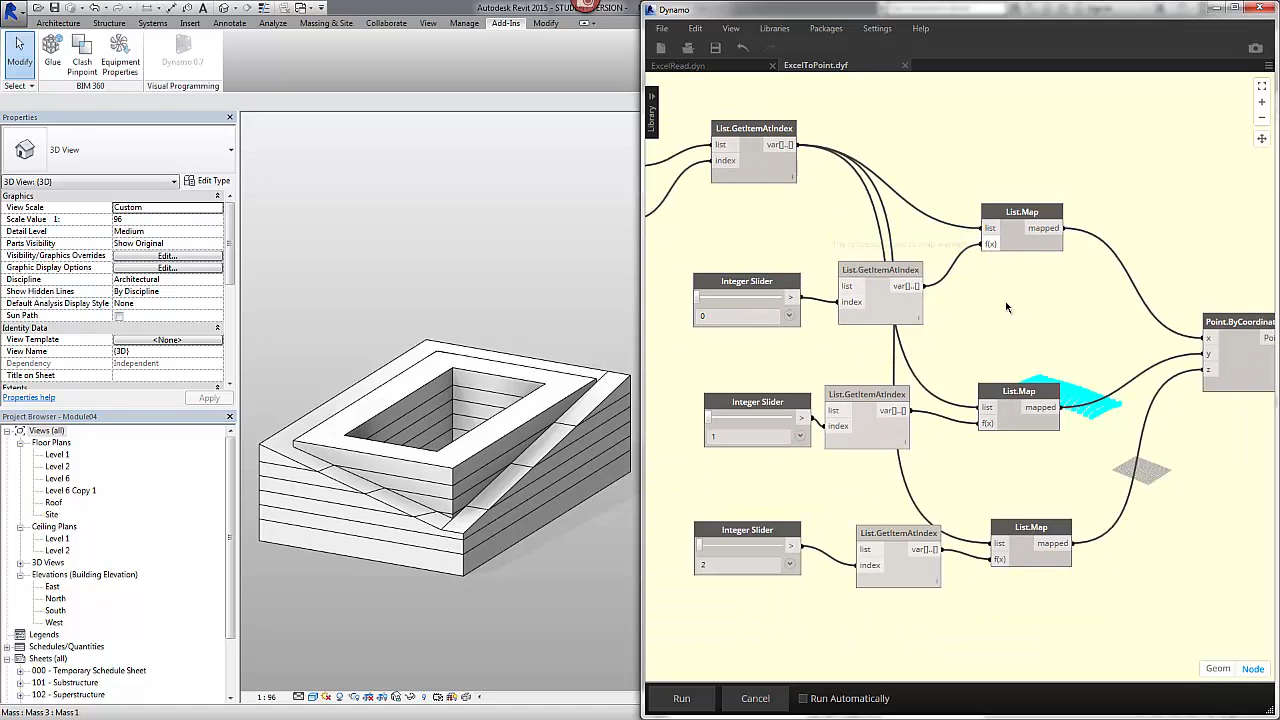 Autodesk Revit 2015 - STUDENT VERSION -
Architecture Structure Systems Insert Annotate Analyze Massing & Site Collaborate View Manage Add-Ins Modify
Modify
Glue
Clash Pinpoint
Equipment Properties
Dynamo 0.7
Select
BIM 360
Visual Programming
Properties
3D View
3D View: {3D}
Edit Type
Graphics
View Scale Custom
Scale Value 1: 96
Detail Level Medium
Parts Visibility Show Original
Visibility/Graphics Overrides Edit...
Graphic Display Options Edit...
Discipline Architectural
Show Hidden Lines By Discipline
Default Analysis Display Style None
Sun Path
Identity Data
View Template <None>
View Name {3D}
Dependency Independent
Title on Sheet
Extents
Properties help
Apply
Project Browser - Module04
Views (all)
Floor Plans
Level 1
Level 2
Level 6
Level 6 Copy 1
Roof
Site
Ceiling Plans
Level 1
Level 2
3D Views
Elevations (Building Elevation)
East
North
South
West
Legends
Schedules/Quantities
Sheets (all)
000 - Temporary Schedule Sheet
101 - Substructure
102 - Superstructure
1 : 96
Mass : Mass 3 : Mass 1
Dynamo
File Edit View Libraries Packages Settings Help
ExcelRead.dyn
ExcelToPoint.dyf
Library
List.GetItemAtIndex
list var[]..[]
index
List.Map
list mapped
f(x)
Integer Slider
>
0
List.GetItemAtIndex
list var[]..[]
index
Point.ByCoordinat
x Poi
y
z
Integer Slider
>
1
List.GetItemAtIndex
list var[]..[]
index
List.Map
list mapped
f(x)
Integer Slider
>
2
List.GetItemAtIndex
list var[]..[]
index
List.Map
list mapped
f(x)
Geom Node
Run
Cancel
Run Automatically